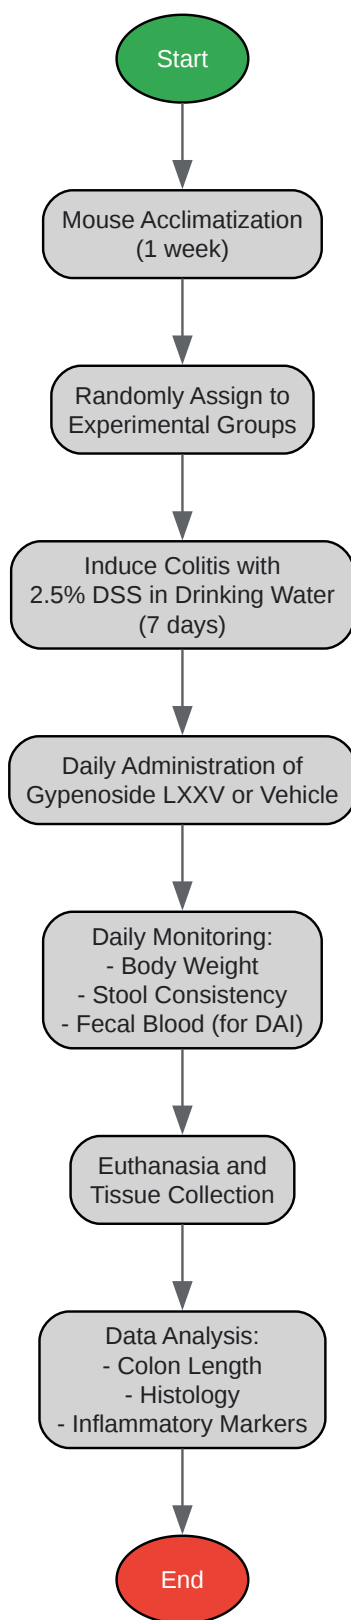 Start
Mouse Acclimatization
(1 week)
Randomly Assign to
Experimental Groups
Induce Colitis with
2.5% DSS in Drinking Water
(7 days)
Daily Administration of
Gypenoside LXXV or Vehicle
Daily Monitoring:
- Body Weight
- Stool Consistency
- Fecal Blood (for DAI)
Euthanasia and
Tissue Collection
Data Analysis:
- Colon Length
- Histology
- Inflammatory Markers
End